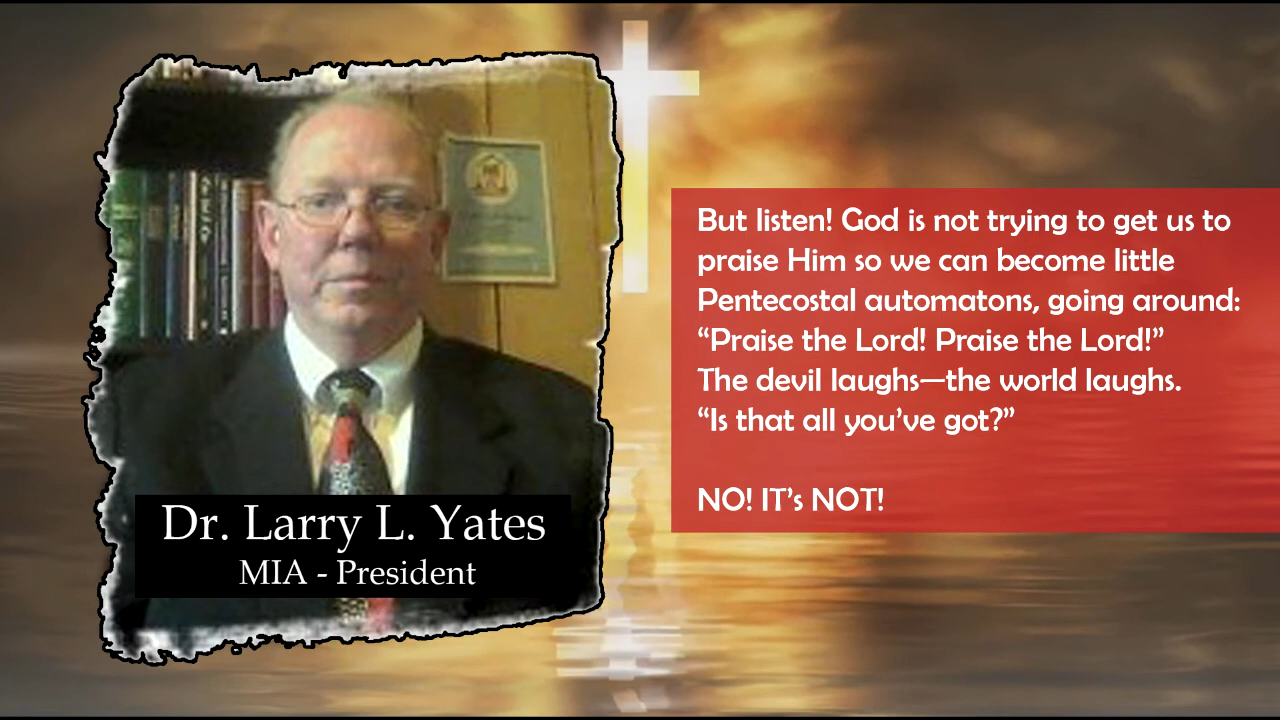 But listen! God is not trying to get us to
praise Him so we can become little
Pentecostal automatons, going around:
“Praise the Lord! Praise the Lord!”
The devil laughs—the world laughs.
“Is that all you’ve got?”
NO! IT’s NOT!
Dr. Larry L. Yates
MIA - President